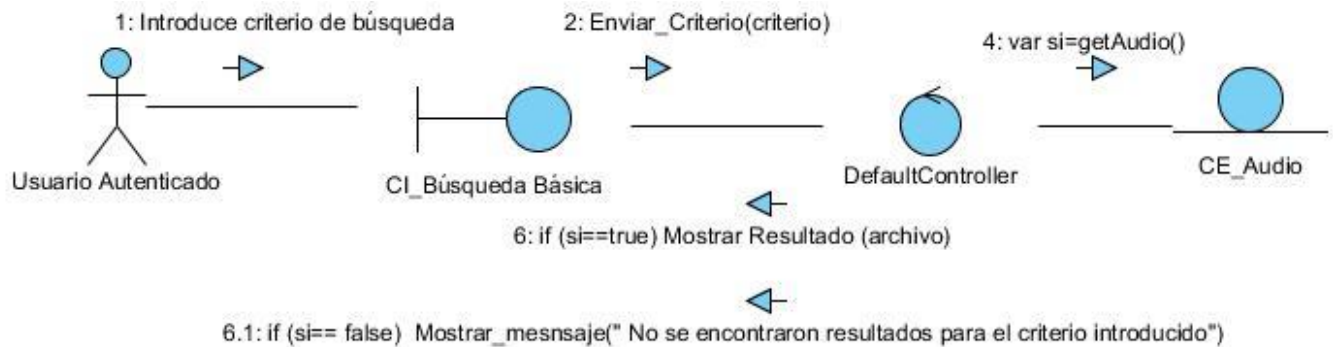 1: Introduce criterio de búsqueda
2: Enviar_Criterio(criterio)
4: var si=getAudio()
Usuario Autenticado
CI_Búsqueda Básica
DefaultController
CE_Audio
6: if (si==true) Mostrar Resultado (archivo)
6.1: if (si== false) Mostrar_mesnsaje(" No se encontraron resultados para el criterio introducido")